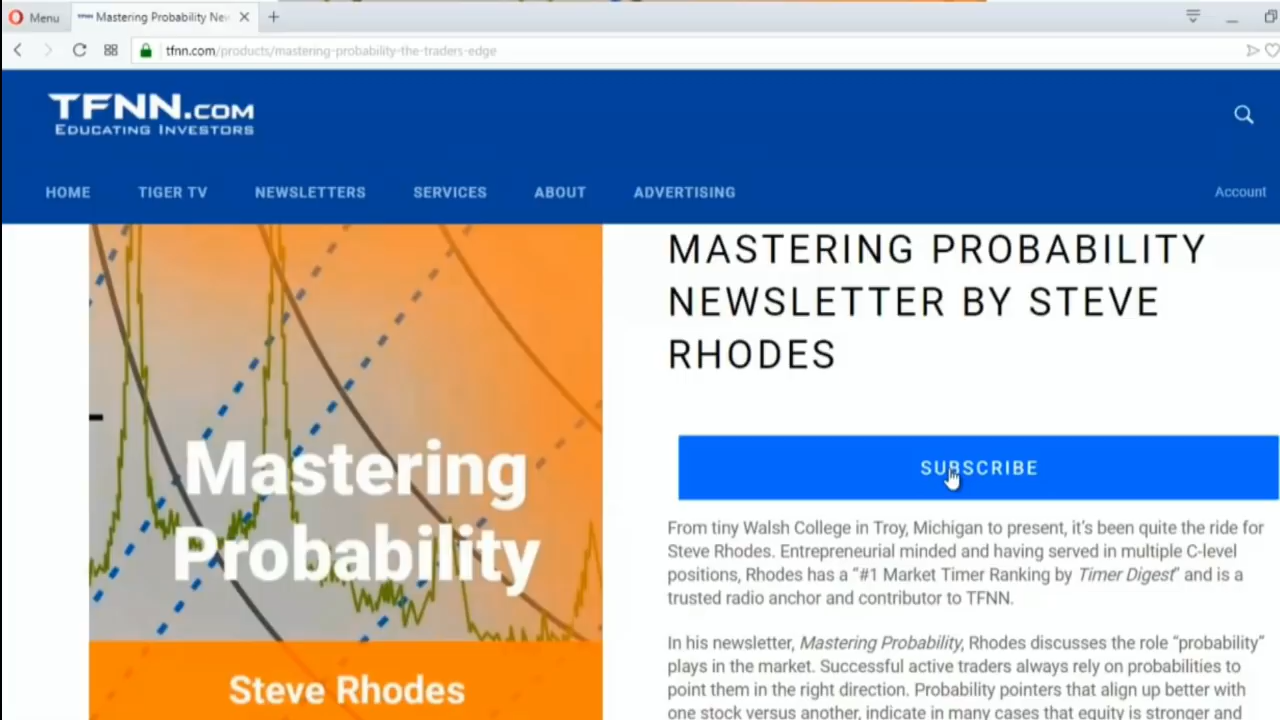 Menu
Mastering Probability Nev
tfnn.com/products/mastering-probability-the-traders-edge
TFNN.COM
EDUCATING INVESTORS
HOME TIGER TV NEWSLETTERS SERVICES ABOUT ADVERTISING Account
Mastering
Probability
Steve Rhodes
MASTERING PROBABILITY
NEWSLETTER BY STEVE
RHODES
SUBSCRIBE
From tiny Walsh College in Troy, Michigan to present, it's been quite the ride for
Steve Rhodes. Entrepreneurial minded and having served in multiple C-level
positions, Rhodes has a "#1 Market Timer Ranking by Timer Digest" and is a
trusted radio anchor and contributor to TFNN.
In his newsletter, Mastering Probability, Rhodes discusses the role "probability"
plays in the market. Successful active traders always rely on probabilities to
point them in the right direction. Probability pointers that align up better with
one stock versus another, indicate in many cases that equity is stronger and